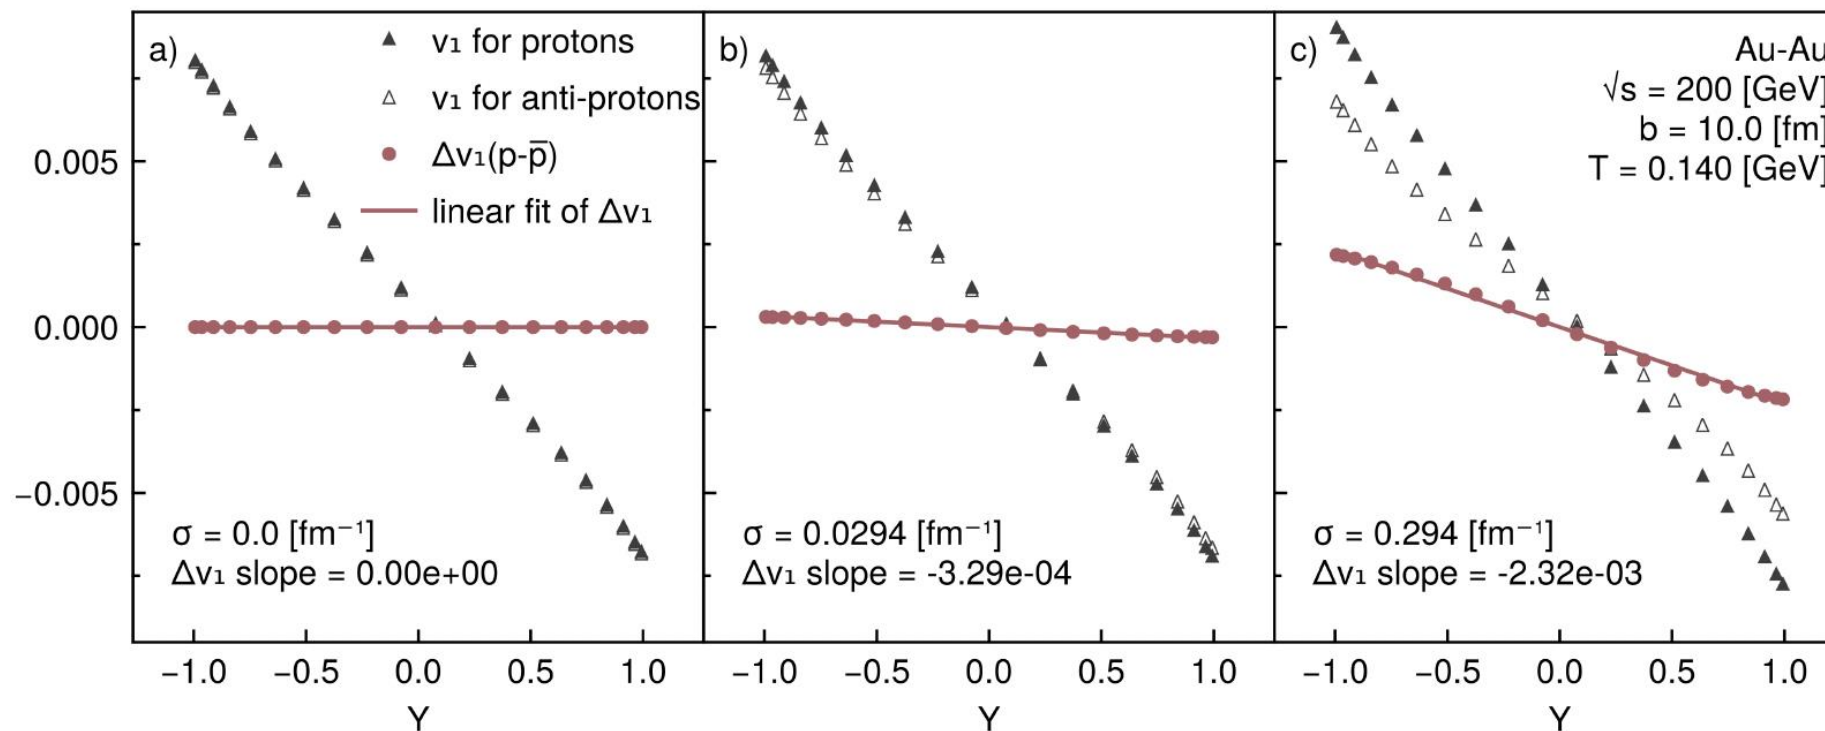 a)
▲ v₁ for protons
△ v₁ for anti-protons
● Δv₁(p-p̅)
linear fit of Δv₁
b)
c)
Au-Au
√s = 200 [GeV]
b = 10.0 [fm]
T = 0.140 [GeV]
0.005
0.000
−0.005
σ = 0.0 [fm⁻¹]
Δv₁ slope = 0.00e+00
σ = 0.0294 [fm⁻¹]
Δv₁ slope = -3.29e-04
σ = 0.294 [fm⁻¹]
Δv₁ slope = -2.32e-03
−1.0 −0.5 0.0 0.5 1.0
−1.0 −0.5 0.0 0.5 1.0
−1.0 −0.5 0.0 0.5 1.0
Y
Y
Y